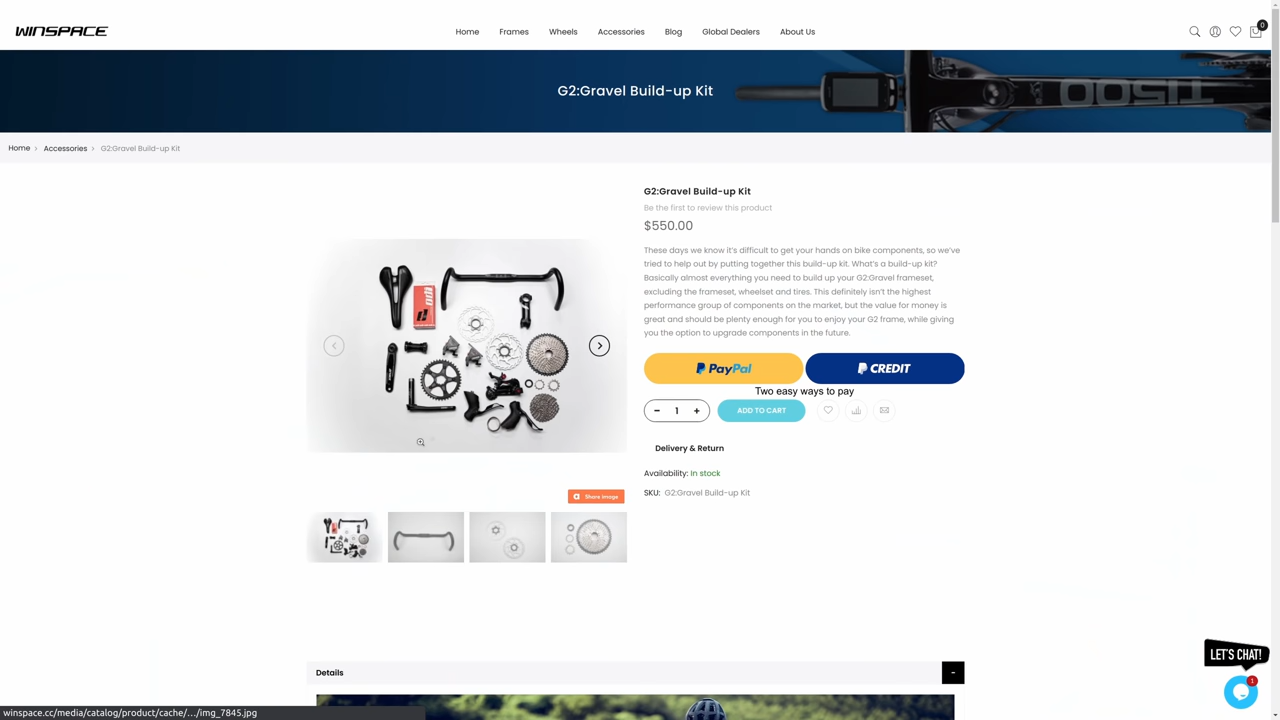 WINSPACE
Home
Frames
Wheels
Accessories
Blog
Global Dealers
About Us
0
G2:Gravel Build-up Kit
Home > Accessories > G2:Gravel Build-up Kit
G2:Gravel Build-up Kit
Be the first to review this product
$550.00
These days we know it's difficult to get your hands on bike components, so we've
tried to help out by putting together this build-up kit. What's a build-up kit?
Basically almost everything you need to build up your G2:Gravel frameset,
excluding the frameset, wheelset and tires. This definitely isn't the highest
performance group of components on the market, but the value for money is
great and should be plenty enough for you to enjoy your G2 frame, while giving
you the option to upgrade components in the future.
PayPal
CREDIT
Two easy ways to pay
- 1 +
ADD TO CART
Delivery & Return
Availability: In stock
SKU: G2:Gravel Build-up Kit
Share Image
Details
-
LET'S CHAT!
1
winspace.cc/media/catalog/product/cache/.../img_7845.jpg